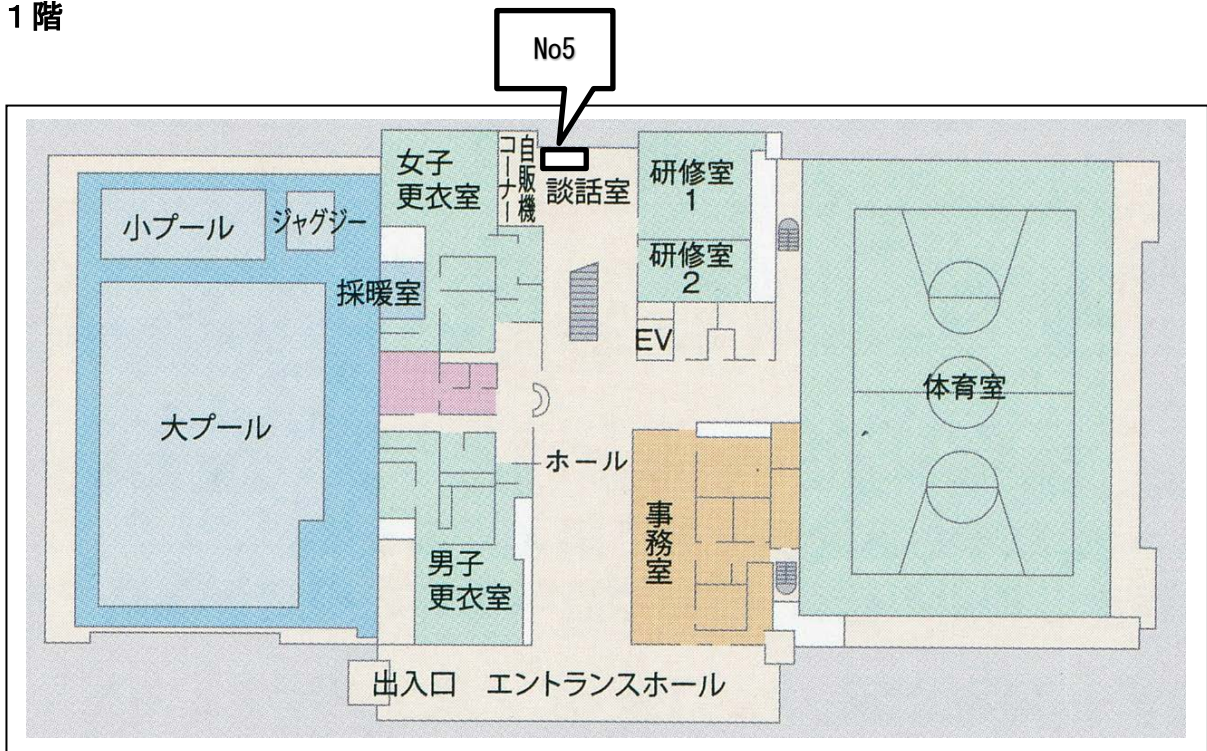 １階
No5
女子
更衣室
自販機
コーナー
談話室
研修室
1
研修室
2
小プール
ジャグジー
採暖室
EV
大プール
体育室
ホール
事務室
男子
更衣室
出入口 エントランスホール